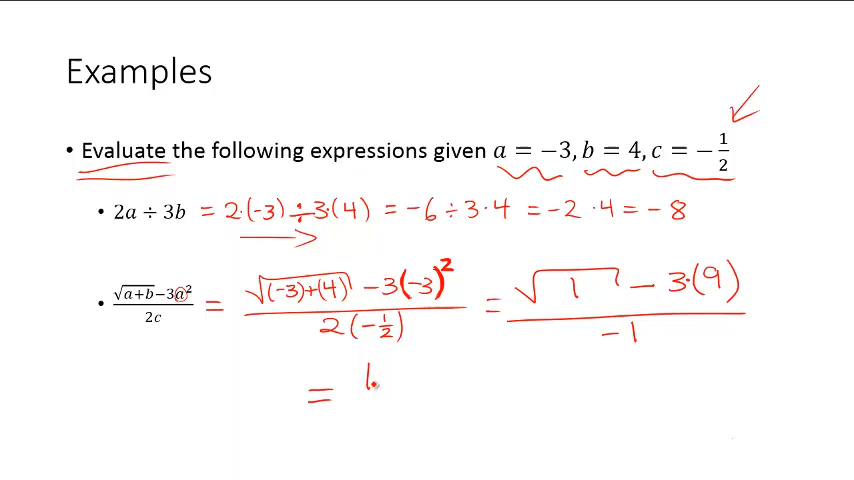 Examples
• Evaluate the following expressions given a = −3, b = 4, c = −1/2
• 2a ÷ 3b = 2·(-3) ÷ 3·(4) = -6 ÷ 3·4 = -2·4 = -8
• (√(a+b)−3a²)/(2c) = (√((-3)+(4)) - 3(-3)²)/(2(-1/2)) = (√1 - 3·(9))/(-1)
= 1